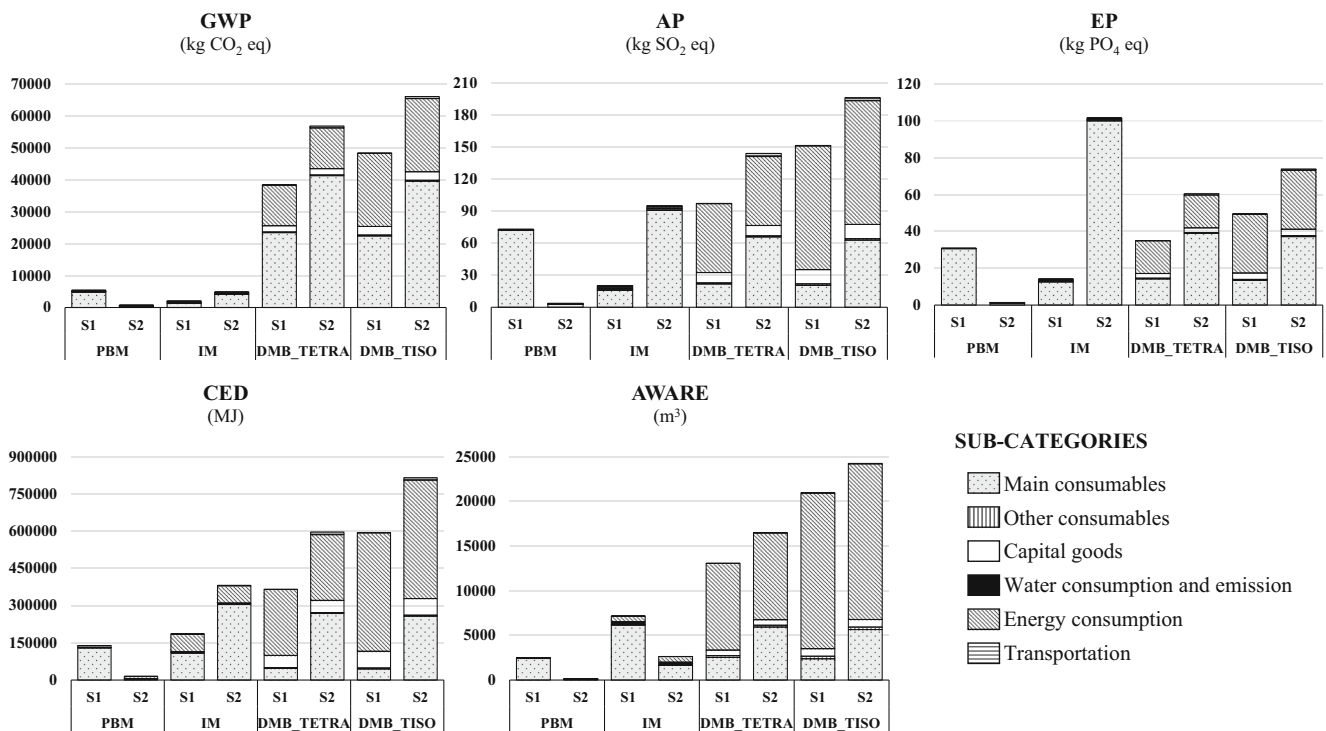 GWP
(kg CO₂ eq)
70000
60000
50000
40000
30000
20000
10000
0
S1 S2 S1 S2 S1 S2 S1 S2
PBM IM DMB_TETRA DMB_TISO
AP
(kg SO₂ eq)
210
180
150
120
90
60
30
0
S1 S2 S1 S2 S1 S2 S1 S2
PBM IM DMB_TETRA DMB_TISO
EP
(kg PO₄ eq)
120
100
80
60
40
20
0
S1 S2 S1 S2 S1 S2 S1 S2
PBM IM DMB_TETRA DMB_TISO
CED
(MJ)
900000
750000
600000
450000
300000
150000
0
S1 S2 S1 S2 S1 S2 S1 S2
PBM IM DMB_TETRA DMB_TISO
AWARE
(m³)
25000
20000
15000
10000
5000
0
S1 S2 S1 S2 S1 S2 S1 S2
PBM IM DMB_TETRA DMB_TISO
SUB-CATEGORIES
Main consumables
Other consumables
Capital goods
Water consumption and emission
Energy consumption
Transportation